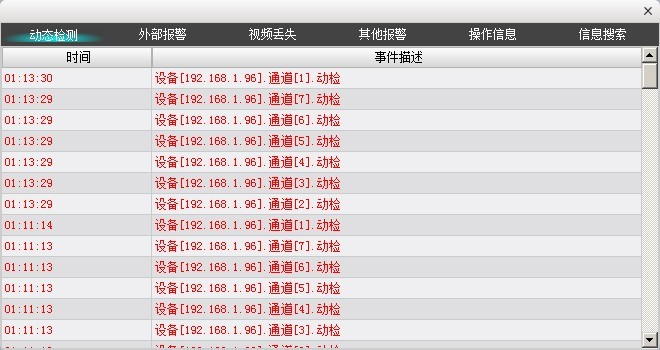 动态检测 外部报警 视频丢失 其他报警 操作信息 信息搜索
时间 事件描述
01:13:30 设备[192.168.1.96].通道[1].动检
01:13:29 设备[192.168.1.96].通道[7].动检
01:13:29 设备[192.168.1.96].通道[6].动检
01:13:29 设备[192.168.1.96].通道[5].动检
01:13:29 设备[192.168.1.96].通道[4].动检
01:13:29 设备[192.168.1.96].通道[3].动检
01:13:29 设备[192.168.1.96].通道[2].动检
01:11:14 设备[192.168.1.96].通道[1].动检
01:11:13 设备[192.168.1.96].通道[7].动检
01:11:13 设备[192.168.1.96].通道[6].动检
01:11:13 设备[192.168.1.96].通道[5].动检
01:11:13 设备[192.168.1.96].通道[4].动检
01:11:13 设备[192.168.1.96].通道[3].动检